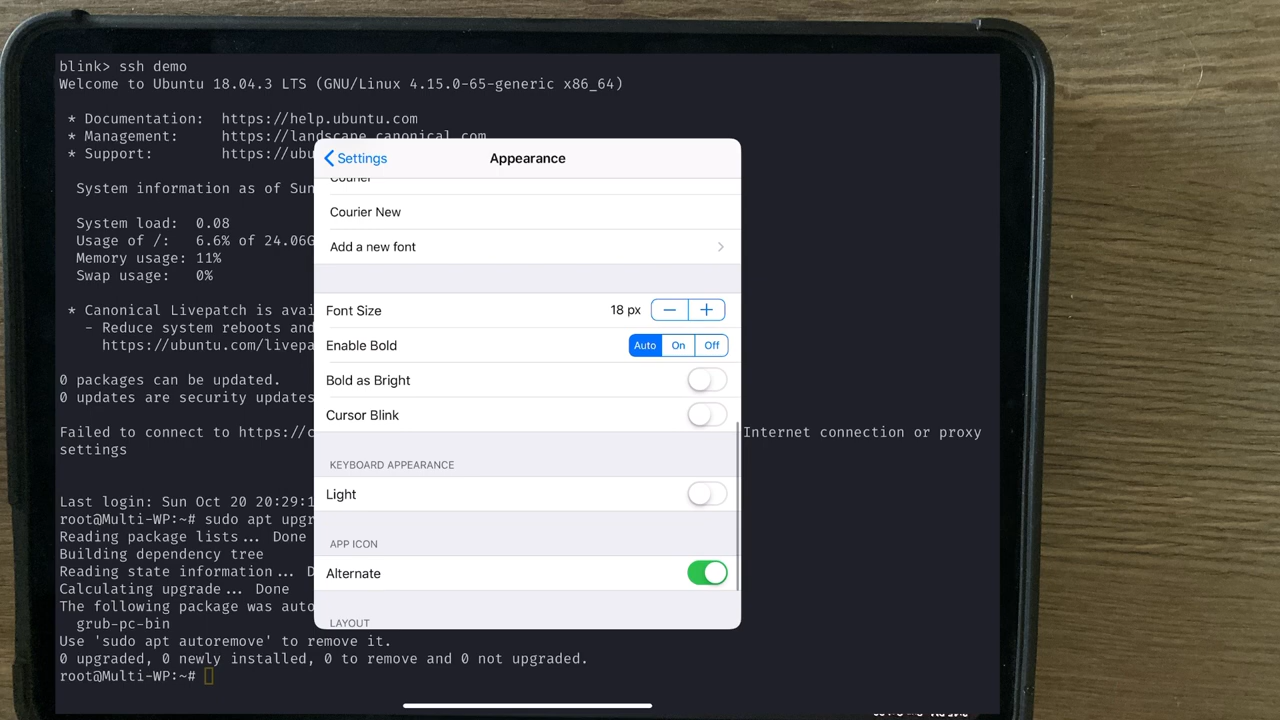 blink> ssh demo
Welcome to Ubuntu 18.04.3 LTS (GNU/Linux 4.15.0-65-generic x86_64)
* Documentation: https://help.ubuntu.com
* Management: https://landscape.canonical.com
* Support: https://ubu
System information as of Sun
System load: 0.08
Usage of /: 6.6% of 24.06G
Memory usage: 11%
Swap usage: 0%
* Canonical Livepatch is avai
- Reduce system reboots and
https://ubuntu.com/livepa
0 packages can be updated.
0 updates are security updates
Failed to connect to https://c
Internet connection or proxy
settings
Last login: Sun Oct 20 20:29:1
root@Multi-WP:~# sudo apt upgr
Reading package lists... Done
Building dependency tree
Reading state information... D
Calculating upgrade... Done
The following package was auto
grub-pc-bin
Use 'sudo apt autoremove' to remove it.
0 upgraded, 0 newly installed, 0 to remove and 0 not upgraded.
root@Multi-WP:~#
Settings
Appearance
Courier
Courier New
Add a new font
Font Size 18 px
Enable Bold Auto On Off
Bold as Bright
Cursor Blink
KEYBOARD APPEARANCE
Light
APP ICON
Alternate
LAYOUT